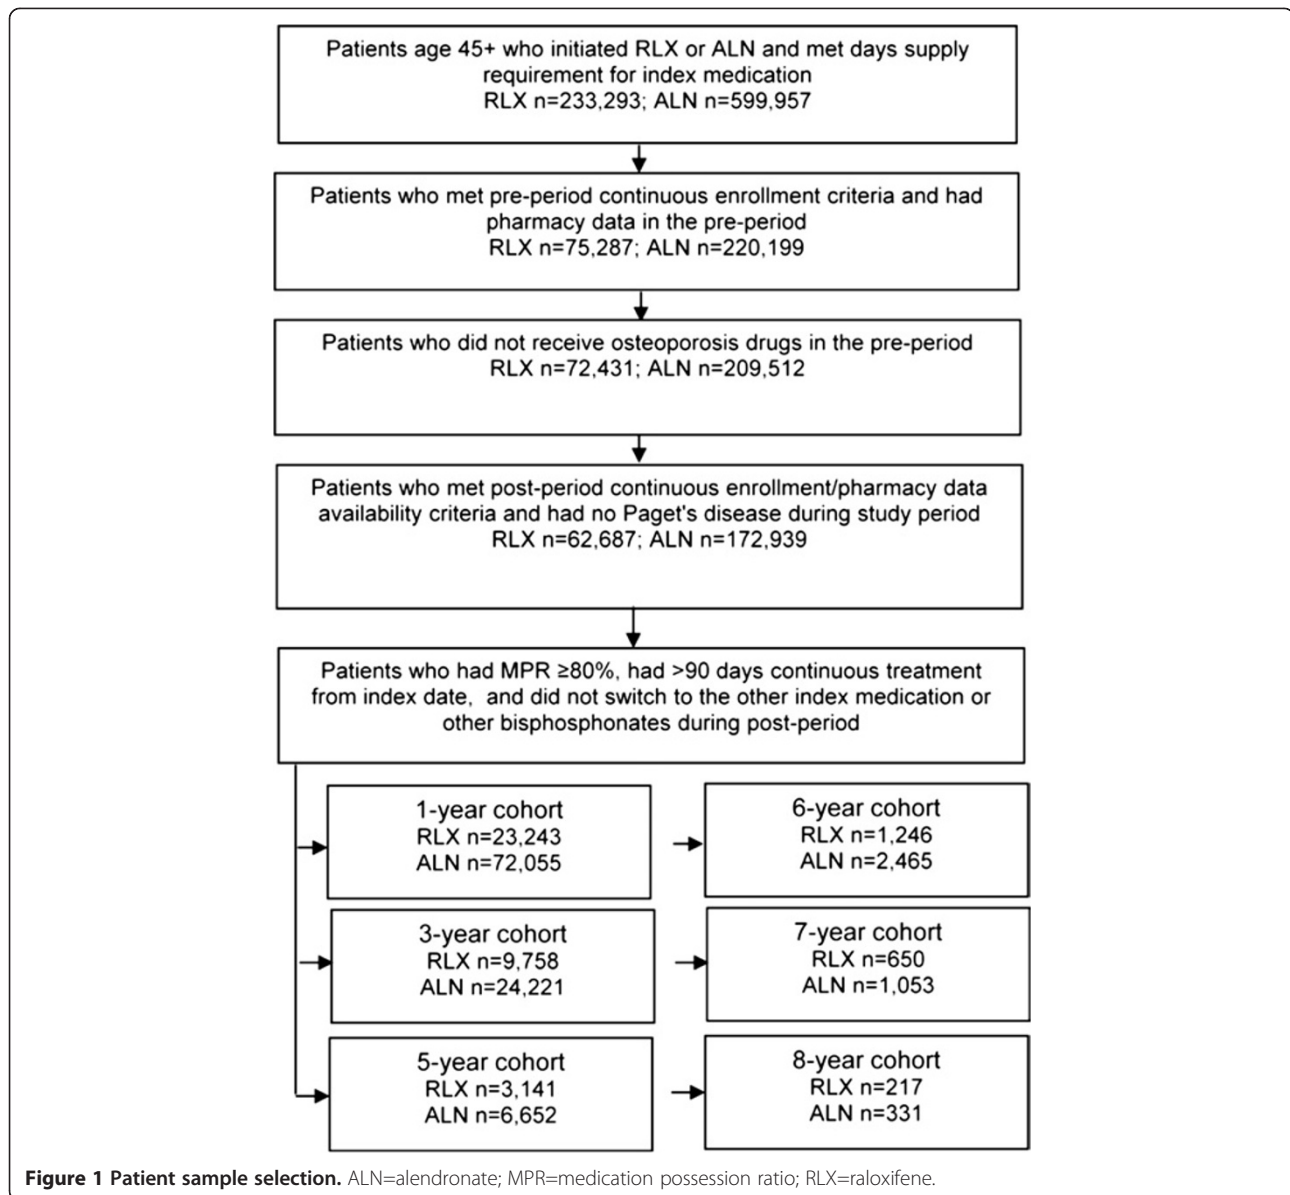 Patients age 45+ who initiated RLX or ALN and met days supply
requirement for index medication
RLX n=233,293; ALN n=599,957
Patients who met pre-period continuous enrollment criteria and had
pharmacy data in the pre-period
RLX n=75,287; ALN n=220,199
Patients who did not receive osteoporosis drugs in the pre-period
RLX n=72,431; ALN n=209,512
Patients who met post-period continuous enrollment/pharmacy data
availability criteria and had no Paget's disease during study period
RLX n=62,687; ALN n=172,939
Patients who had MPR ≥80%, had >90 days continuous treatment
from index date, and did not switch to the other index medication or
other bisphosphonates during post-period
1-year cohort
RLX n=23,243
ALN n=72,055
6-year cohort
RLX n=1,246
ALN n=2,465
3-year cohort
RLX n=9,758
ALN n=24,221
7-year cohort
RLX n=650
ALN n=1,053
5-year cohort
RLX n=3,141
ALN n=6,652
8-year cohort
RLX n=217
ALN n=331
Figure 1 Patient sample selection. ALN=alendronate; MPR=medication possession ratio; RLX=raloxifene.